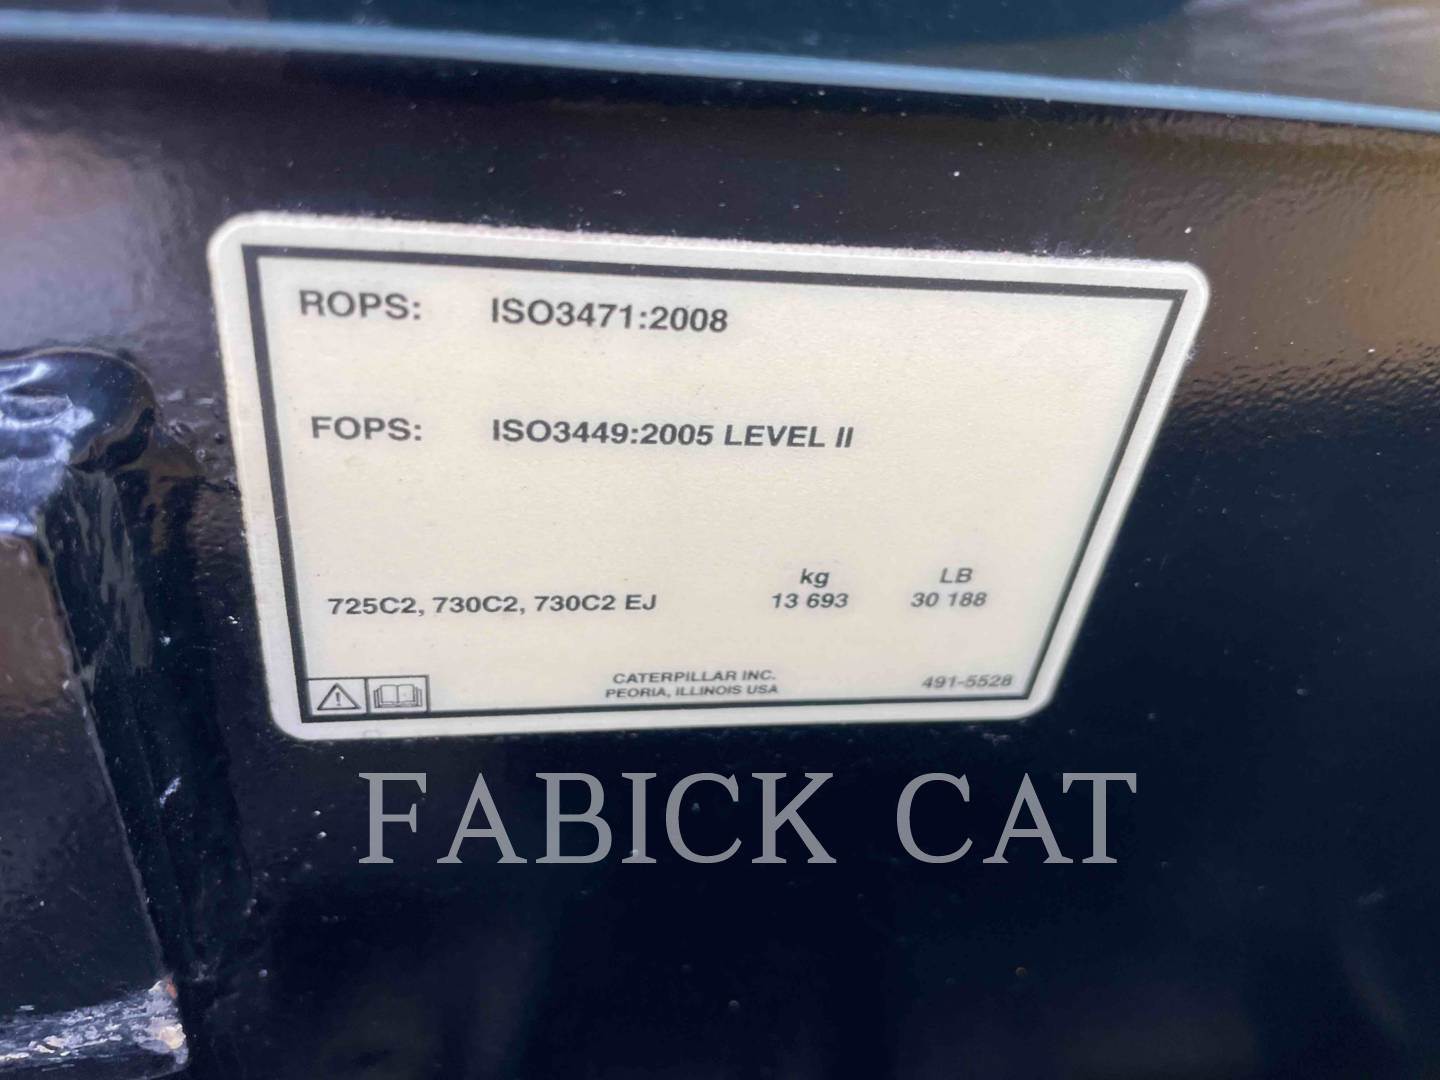 ROPS: ISO3471:2008
FOPS: ISO3449:2005 LEVEL II
kg LB
725C2, 730C2, 730C2 EJ 13 693 30 188
CATERPILLAR INC.
PEORIA, ILLINOIS USA 491-5528
FABICK CAT